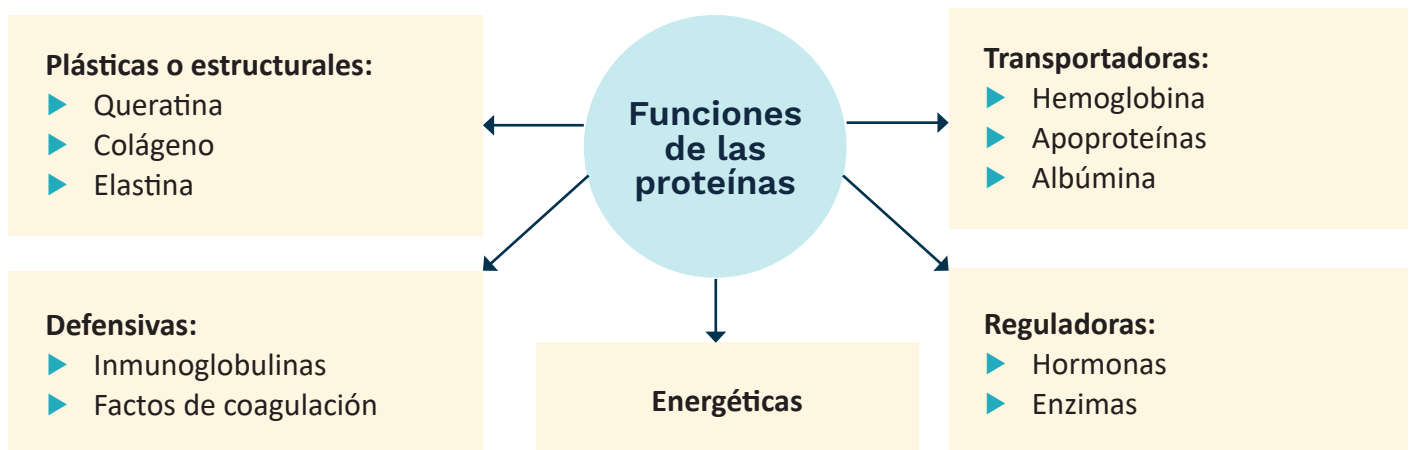 Funciones
de las
proteínas
Plásticas o estructurales:
Queratina
Colágeno
Elastina
Defensivas:
Inmunoglobulinas
Factos de coagulación
Energéticas
Transportadoras:
Hemoglobina
Apoproteínas
Albúmina
Reguladoras:
Hormonas
Enzimas